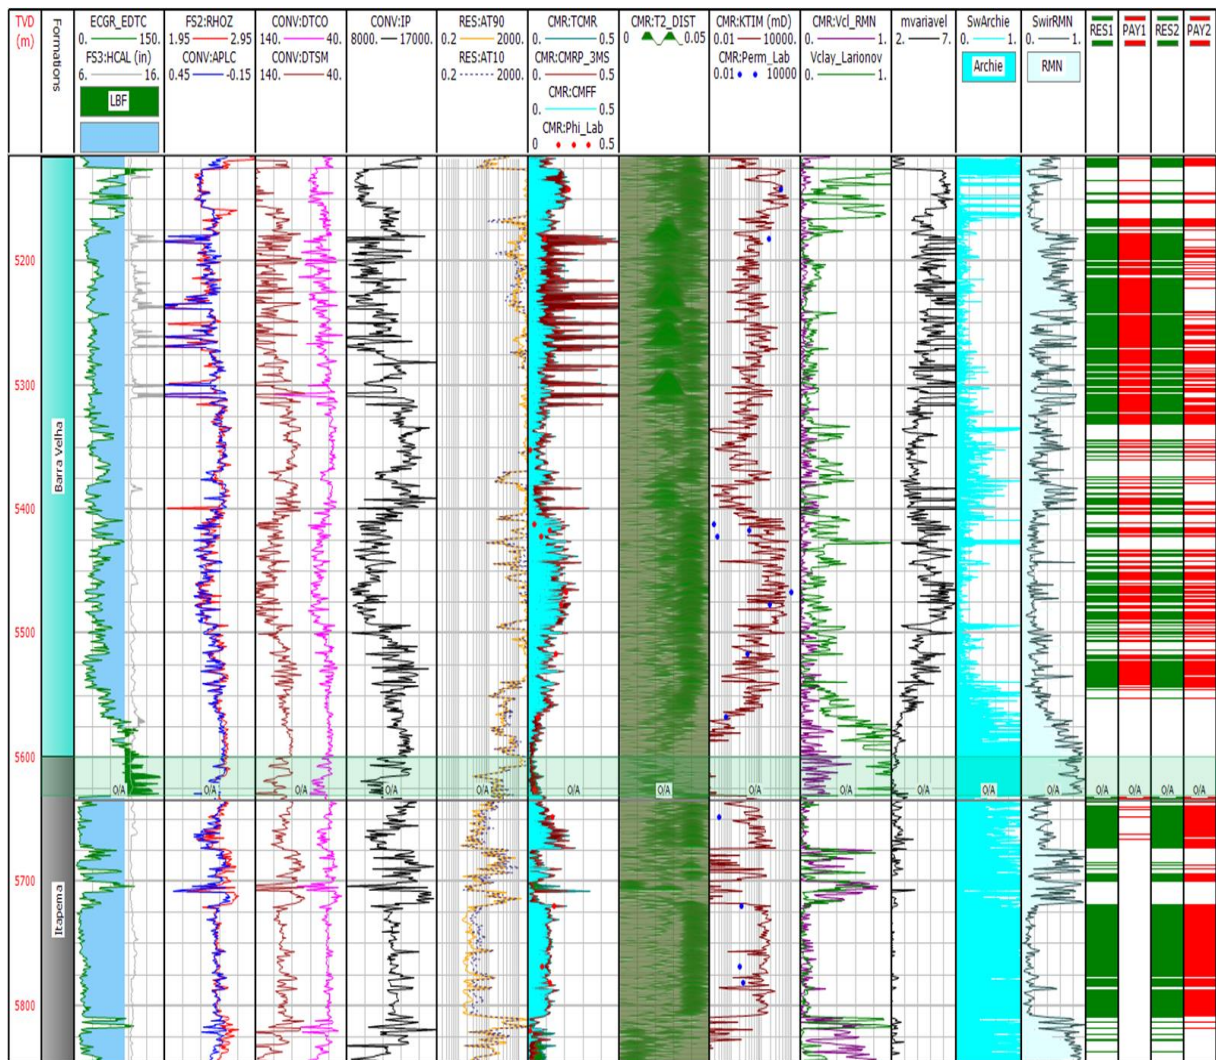 TVD
(m)
Formations
ECGR_EDTC
0. 150.
FS3:HCAL (in)
6. 16.
LBF
FS2:RHOZ
1.95 2.95
CONV:APLC
0.45 -0.15
CONV:DTCO
140. 40.
CONV:DTSM
140. 40.
CONV:IP
8000. 17000.
RES:AT90
0.2 2000.
RES:AT10
0.2 2000.
CMR:TCMR
0. 0.5
CMR:CMRP_3MS
0. 0.5
CMR:CMFF
0. 0.5
CMR:Phi_Lab
0 0.5
CMR:T2_DIST
0 0.05
CMR:KTIM (mD)
0.01 10000.
CMR:Perm_Lab
0.01 10000
CMR:Vcl_RMN
0. 1.
Vclay_Larionov
0. 1.
mvariavel
2. 7.
SwArchie
0. 1.
Archie
SwirRMN
0. 1.
RMN
RES1
PAY1
RES2
PAY2
5200
5300
Barra Velha
5400
5500
5600
O/A O/A O/A O/A O/A O/A O/A O/A O/A O/A O/A O/A O/A O/A O/A
5700
Itapema
5800